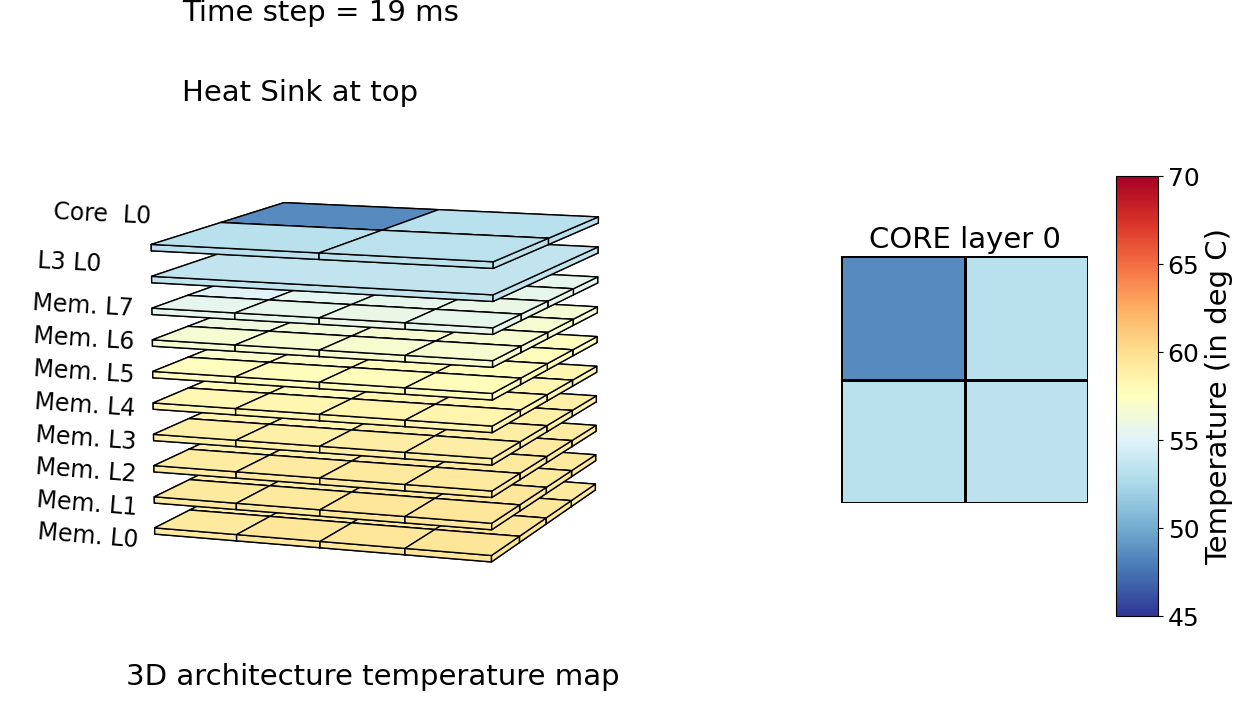 Time step = 19 ms
Heat Sink at top
Core  L0
L3 L0
Mem. L7
Mem. L6
Mem. L5
Mem. L4
Mem. L3
Mem. L2
Mem. L1
Mem. L0
3D architecture temperature map
CORE layer 0
70
65
60
55
50
45
Temperature (in deg C)